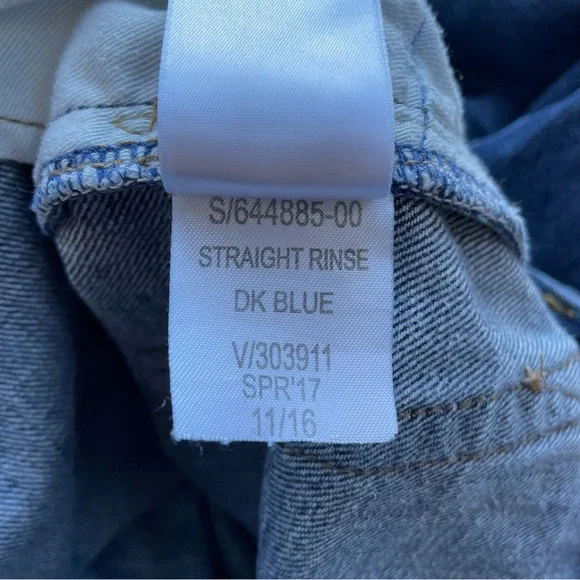 S/644885-00
STRAIGHT RINSE
DK BLUE
V/303911
SPR'17
11/16